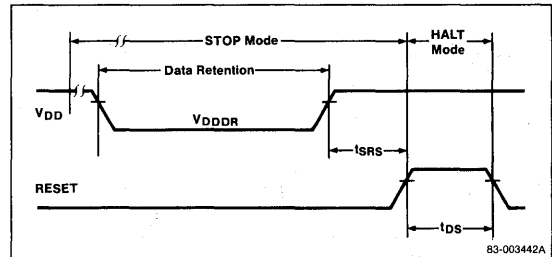 STOP Mode
HALT
Mode
Data Retention
VDD
VDDDR
tSRS
RESET
tDS
83-003442A